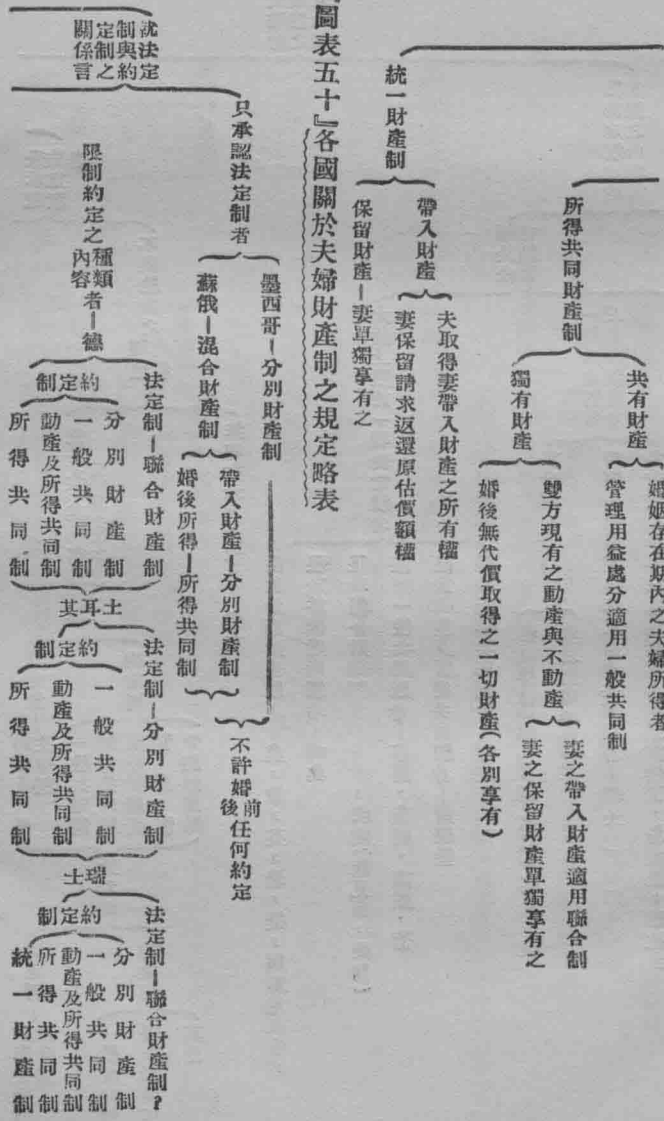 所得共同財產制
共有財產
婚姻存在期內之夫婦所得者
管理用益處分適用一般共同制
獨有財產
雙方現有之動產與不動產
妻之帶入財產適用聯合制
妻之保留財產單獨享有之
婚後無代價取得之一切財產(各別享有)
統一財產制
帶入財產
夫取得妻帶入財產之所有權
妻保留請求返還原估價額權
保留財產—妻單獨享有之
圖表五十』各國關於夫婦財產制之規定略表
就法定
制與約
定制之
關係言
只承認法定制者
墨西哥—分別財產制
蘇俄—混合財產制
帶入財產—分別財產制
婚後所得—所得共同制
不許婚前後任何約定
限制約定之種類內容者—德
法定制—聯合財產制
約定制
分別財產制
一般共同制
動產及所得共同制
所得共同制
土耳其
法定制—分別財產制
約定制
一般共同制
動產及所得共同制
所得共同制
瑞士
法定制—聯合財產制?
約定制
分別財產制
一般共同制
動產及所得共同制
所得共同制
統一財產制